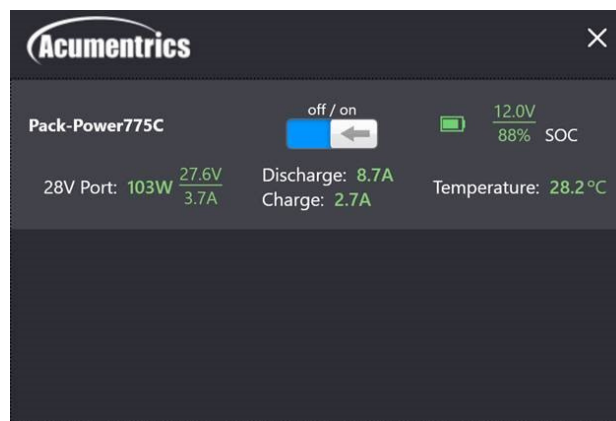 Acumentrics
off / on
Pack-Power775C
12.0V
88% SOC
28V Port: 103W 27.6V
3.7A
Discharge: 8.7A
Charge: 2.7A
Temperature: 28.2°C